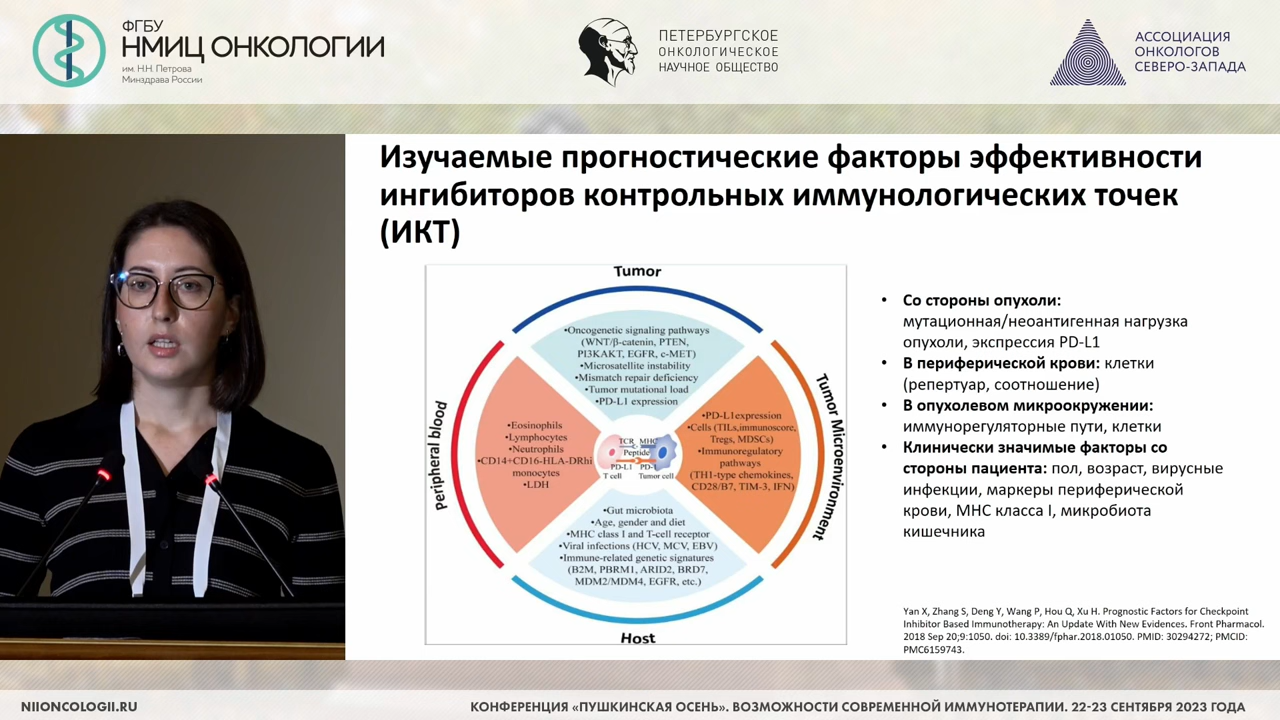 ФГБУ
НМИЦ ОНКОЛОГИИ
им. Н.Н. Петрова
Минздрава России
ПЕТЕРБУРГСКОЕ
ОНКОЛОГИЧЕСКОЕ
НАУЧНОЕ ОБЩЕСТВО
АССОЦИАЦИЯ
ОНКОЛОГОВ
СЕВЕРО-ЗАПАДА
Изучаемые прогностические факторы эффективности
ингибиторов контрольных иммунологических точек
(ИКТ)
Tumor
•Oncogenetic signaling pathways
(WNT/β-catenin, PTEN,
PI3KAKT, EGFR, c-MET)
•Microsatellite instability
•Mismatch repair deficiency
•Tumor mutational load
•PD-L1 expression
Peripheral blood
•Eosinophils
•Lymphocytes
•Neutrophils
•CD14+CD16-HLA-DRhi
monocytes
•LDH
TCR MHC
Peptide
PD-L1 PD-L
T cell Tumor cell
•PD-L1expression
•Cells (TILs,immunoscore,
Tregs, MDSCs)
•Immunoregulatory
pathways
(TH1-type chemokines,
CD28/B7, TIM-3, IFN)
Tumor Microenvironment
•Gut microbiota
•Age, gender and diet
•MHC class I and T-cell receptor
•Viral infections (HCV, MCV, EBV)
•Immune-related genetic signatures
(B2M, PBRM1, ARID2, BRD7,
MDM2/MDM4, EGFR, etc.)
Host
• Со стороны опухоли:
мутационная/неоантигенная нагрузка
опухоли, экспрессия PD-L1
• В периферической крови: клетки
(репертуар, соотношение)
• В опухолевом микроокружении:
иммунорегуляторные пути, клетки
• Клинически значимые факторы со
стороны пациента: пол, возраст, вирусные
инфекции, маркеры периферической
крови, MHC класса I, микробиота
кишечника
Yan X, Zhang S, Deng Y, Wang P, Hou Q, Xu H. Prognostic Factors for Checkpoint
Inhibitor Based Immunotherapy: An Update With New Evidences. Front Pharmacol.
2018 Sep 20;9:1050. doi: 10.3389/fphar.2018.01050. PMID: 30294272; PMCID:
PMC6159743.
NIIONCOLOGII.RU
КОНФЕРЕНЦИЯ «ПУШКИНСКАЯ ОСЕНЬ». ВОЗМОЖНОСТИ СОВРЕМЕННОЙ ИММУНОТЕРАПИИ. 22-23 СЕНТЯБРЯ 2023 ГОДА